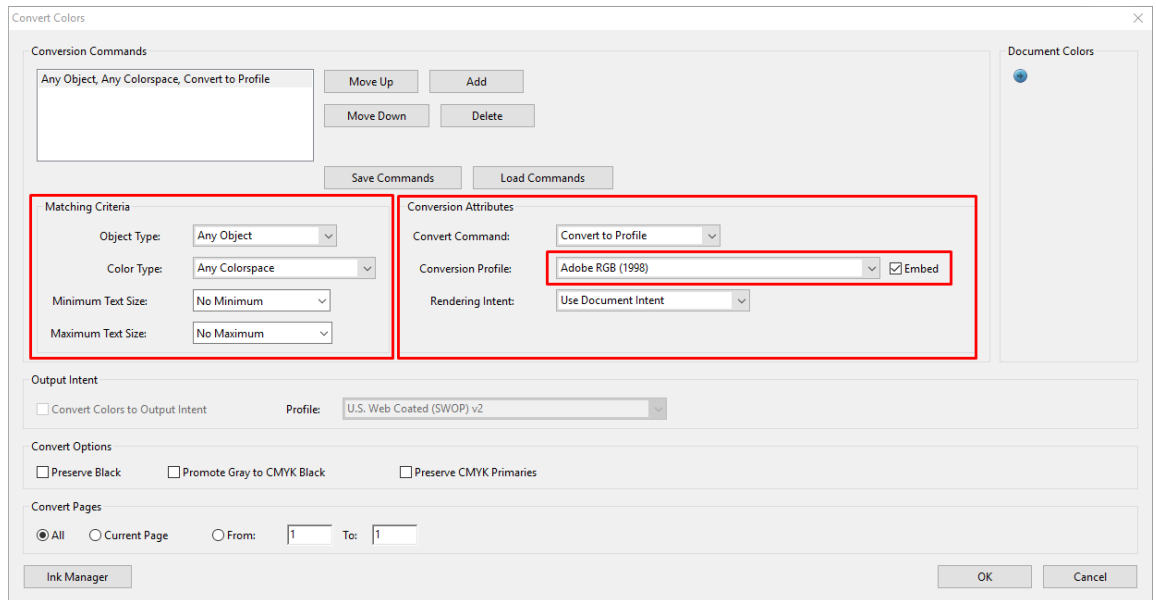 Convert Colors
Conversion Commands
Document Colors
Any Object, Any Colorspace, Convert to Profile
Move Up
Add
Move Down
Delete
Save Commands
Load Commands
Matching Criteria
Object Type: Any Object
Color Type: Any Colorspace
Minimum Text Size: No Minimum
Maximum Text Size: No Maximum
Conversion Attributes
Convert Command: Convert to Profile
Conversion Profile: Adobe RGB (1998) Embed
Rendering Intent: Use Document Intent
Output Intent
Convert Colors to Output Intent Profile: U.S. Web Coated (SWOP) v2
Convert Options
Preserve Black Promote Gray to CMYK Black Preserve CMYK Primaries
Convert Pages
All Current Page From: 1 To: 1
Ink Manager OK Cancel